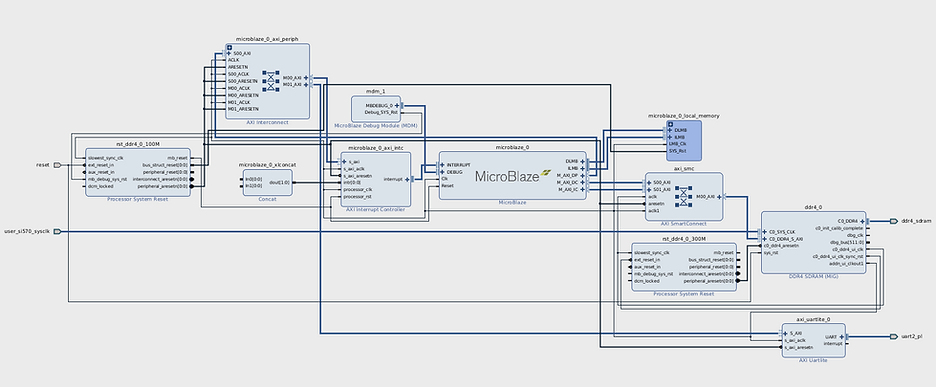 microblaze_0_axi_periph
S00_AXI
ACLK
ARESETN
S00_ACLK
S00_ARESETN
M00_ACLK
M00_ARESETN
M01_ACLK
M01_ARESETN
M00_AXI
M01_AXI
AXI Interconnect
mdm_1
MBDEBUG_0
Debug_SYS_Rst
MicroBlaze Debug Module (MDM)
microblaze_0_local_memory
DLMB
ILMB
LMB_Clk
SYS_Rst
rst_ddr4_0_100M
slowest_sync_clk
ext_reset_in
aux_reset_in
mb_debug_sys_rst
dcm_locked
mb_reset
bus_struct_reset[0:0]
peripheral_reset[0:0]
interconnect_aresetn[0:0]
peripheral_aresetn[0:0]
Processor System Reset
reset
microblaze_0_xlconcat
In0[0:0]
In1[0:0]
dout[1:0]
Concat
microblaze_0_axi_intc
s_axi
s_axi_aclk
s_axi_aresetn
intr[0:0]
processor_clk
processor_rst
interrupt
AXI Interrupt Controller
microblaze_0
INTERRUPT
DEBUG
Clk
Reset
MicroBlaze
DLMB
ILMB
M_AXI_DP
M_AXI_DC
M_AXI_IC
MicroBlaze
axi_smc
S00_AXI
S01_AXI
aclk
aresetn
aclk1
M00_AXI
AXI SmartConnect
user_si570_sysclk
ddr4_0
C0_SYS_CLK
C0_DDR4_S_AXI
c0_ddr4_aresetn
sys_rst
C0_DDR4
c0_init_calib_complete
dbg_clk
dbg_bus[511:0]
c0_ddr4_ui_clk
c0_ddr4_ui_clk_sync_rst
addn_ui_clkout1
DDR4 SDRAM (MIG)
ddr4_sdram
rst_ddr4_0_300M
slowest_sync_clk
ext_reset_in
aux_reset_in
mb_debug_sys_rst
dcm_locked
mb_reset
bus_struct_reset[0:0]
peripheral_reset[0:0]
interconnect_aresetn[0:0]
peripheral_aresetn[0:0]
Processor System Reset
axi_uartlite_0
S_AXI
s_axi_aclk
s_axi_aresetn
UART
interrupt
AXI Uartlite
uart2_pl